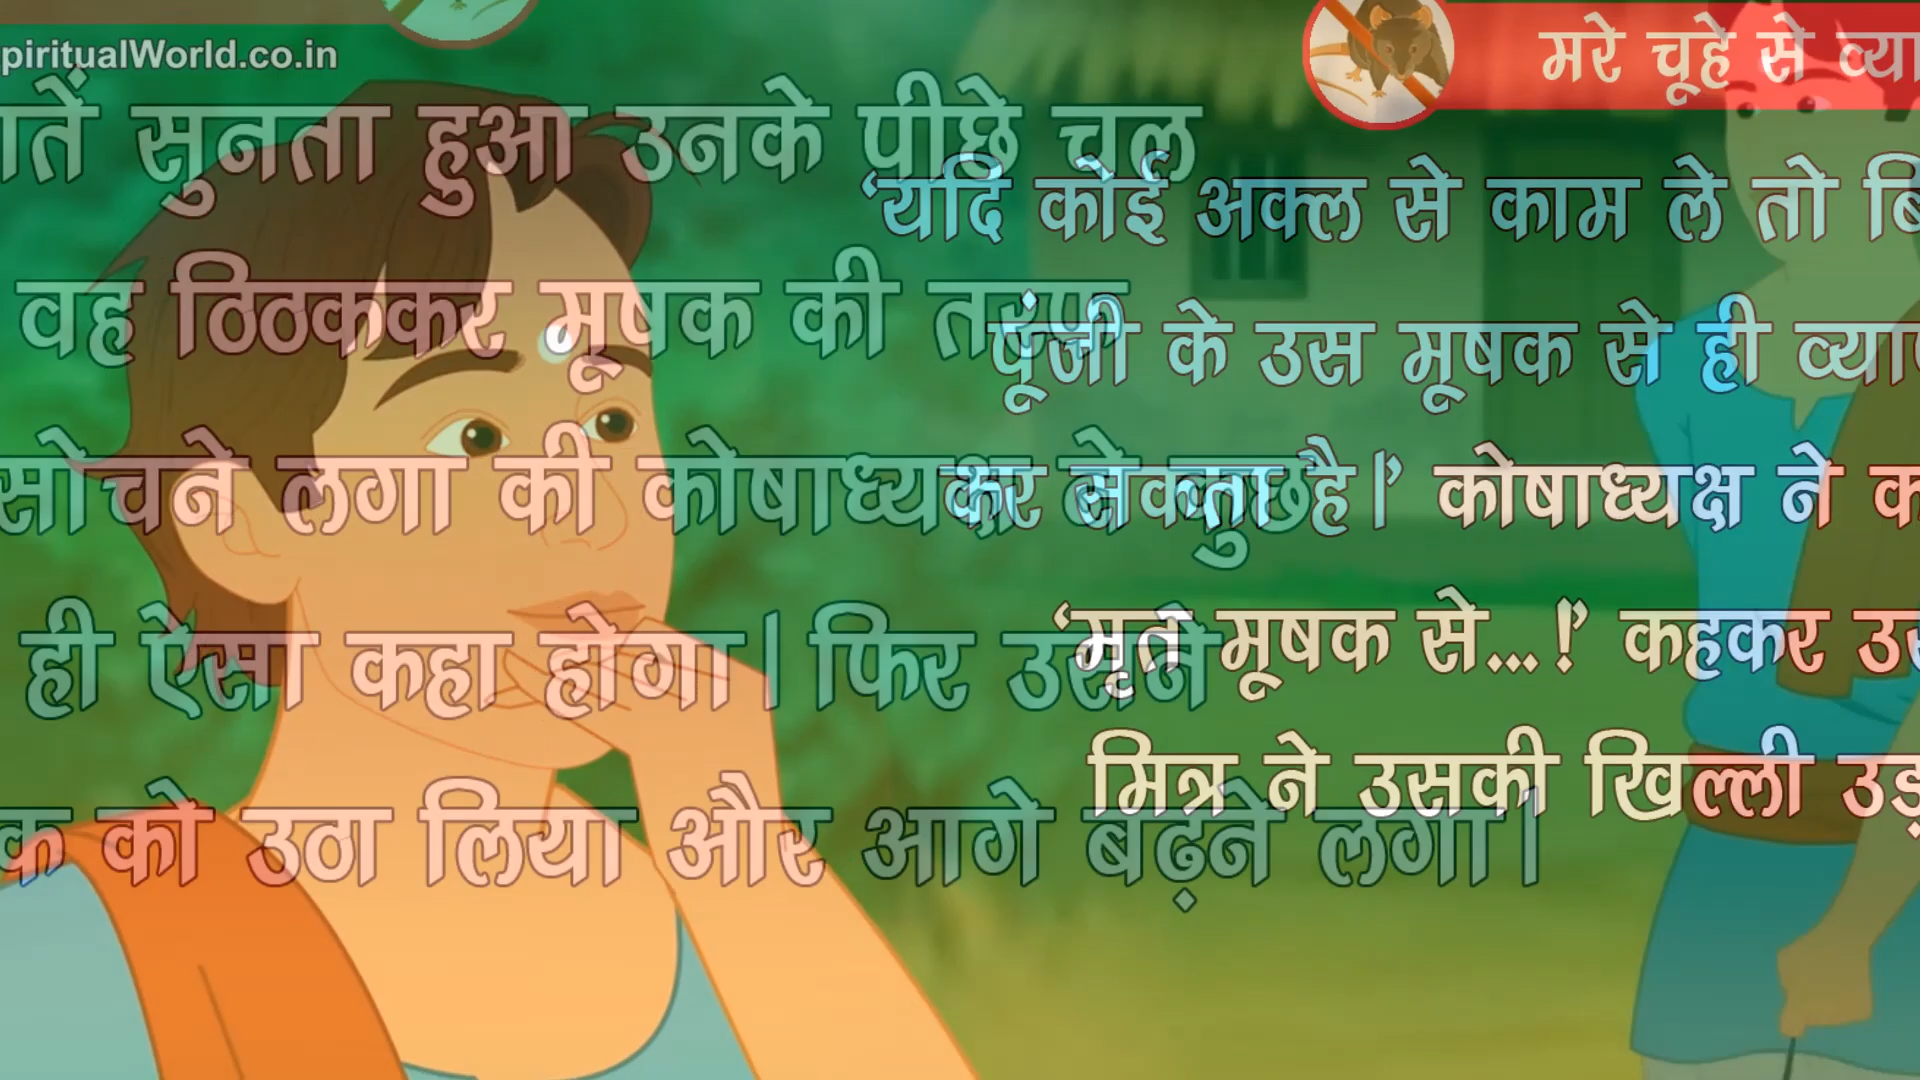 piritualWorld.co.in
मरे चूहे से
सुनता हुआ उनके पीछे चल
वह ठिठककर मूषक की तरफ
सोचने लगा की कोषाध्यक्ष ने कुछ
ही ऐसा कहा होगा। फिर उसने
को उठा लिया और आगे बढ़ने लगा।
‘यदि कोई अक्ल से काम ले तो
पूंजी के उस मूषक से ही
कर सकता है।’ कोषाध्यक्ष ने
‘मृत मूषक से...!’ कहकर
मित्र ने उसकी खिल्ली